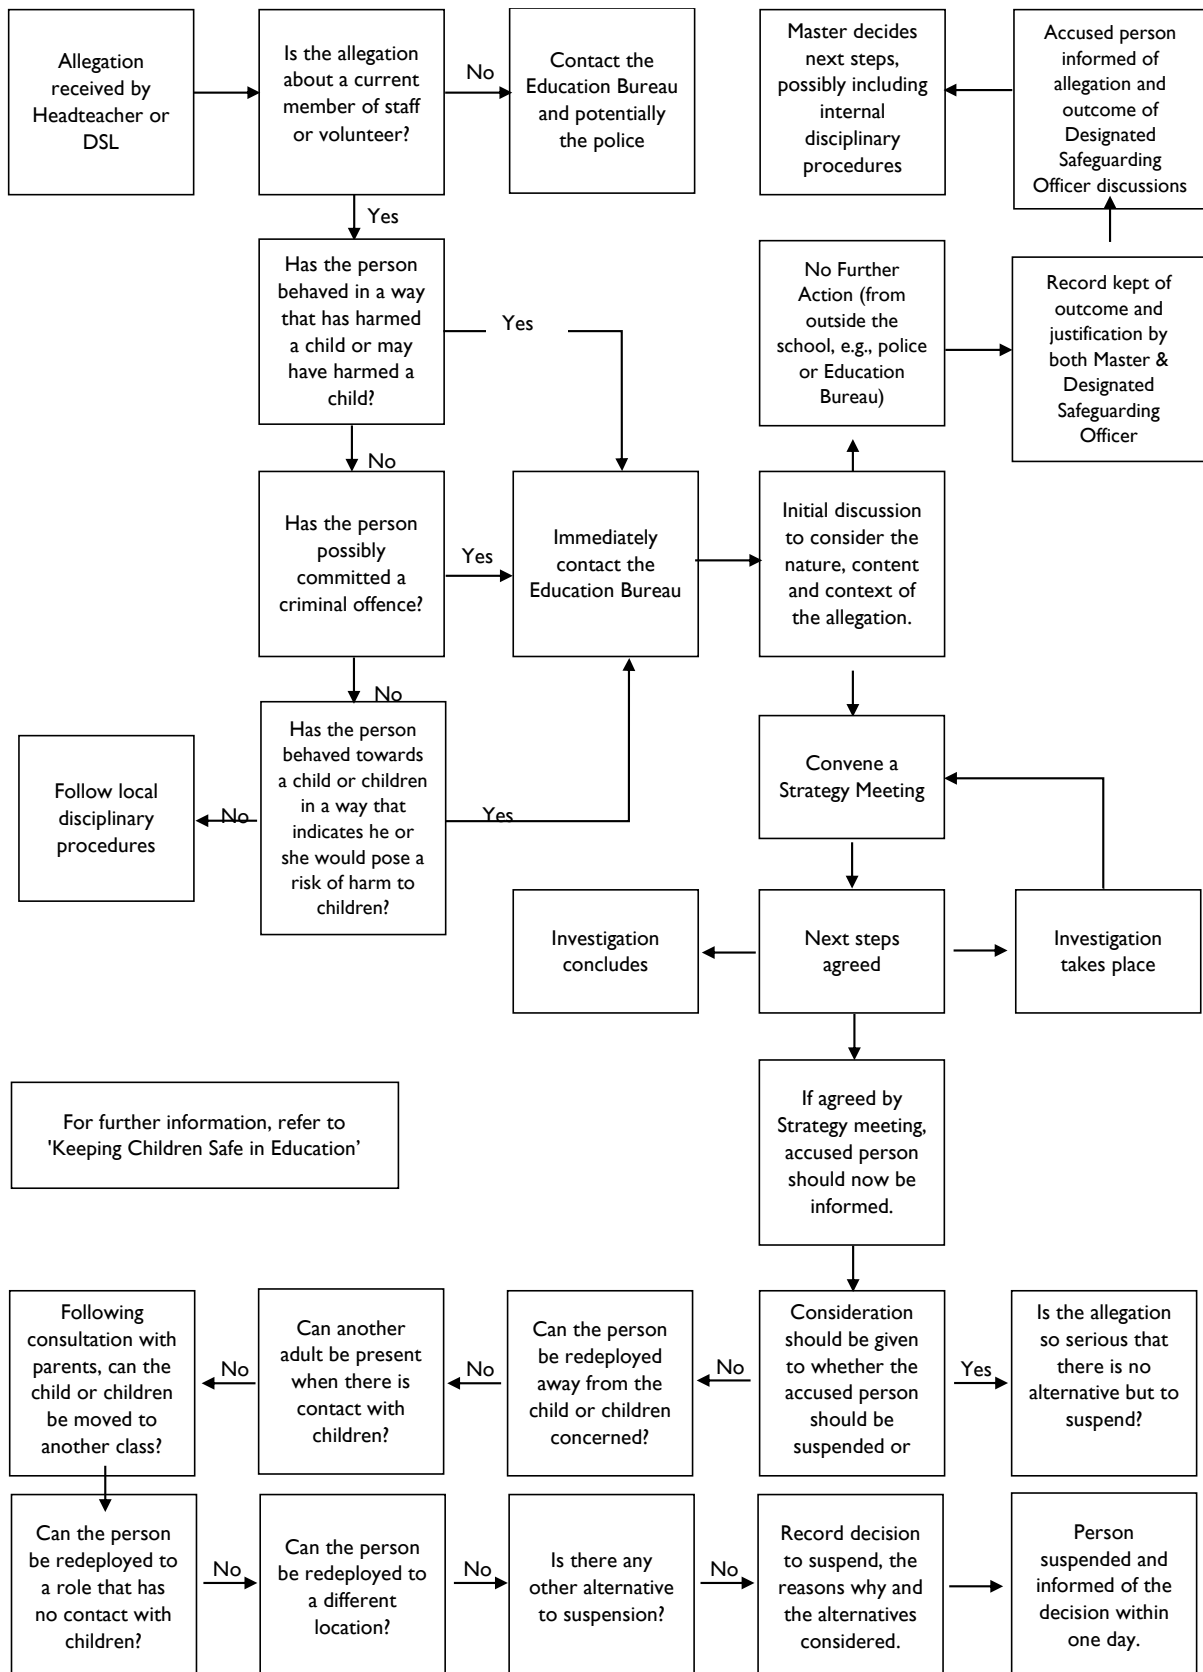 Allegation
received by
Headteacher or
DSL
Is the allegation
about a current
member of staff
or volunteer?
No
Contact the
Education Bureau
and potentially
the police
Master decides
next steps,
possibly including
internal
disciplinary
procedures
Accused person
informed of
allegation and
outcome of
Designated
Safeguarding
Officer discussions
Yes
Has the person
behaved in a way
that has harmed
a child or may
have harmed a
child?
Yes
No Further
Action (from
outside the
school, e.g., police
or Education
Bureau)
Record kept of
outcome and
justification by
both Master &
Designated
Safeguarding
Officer
No
Has the person
possibly
committed a
criminal offence?
Yes
Immediately
contact the
Education Bureau
Initial discussion
to consider the
nature, content
and context of
the allegation.
No
Has the person
behaved towards
a child or children
in a way that
indicates he or
she would pose a
risk of harm to
children?
No
Follow local
disciplinary
procedures
Yes
Convene a
Strategy Meeting
Investigation
concludes
Next steps
agreed
Investigation
takes place
For further information, refer to
'Keeping Children Safe in Education’
If agreed by
Strategy meeting,
accused person
should now be
informed.
Following
consultation with
parents, can the
child or children
be moved to
another class?
No
Can another
adult be present
when there is
contact with
children?
No
Can the person
be redeployed
away from the
child or children
concerned?
No
Consideration
should be given
to whether the
accused person
should be
suspended or
Yes
Is the allegation
so serious that
there is no
alternative but to
suspend?
Can the person
be redeployed to
a role that has
no contact with
children?
No
Can the person
be redeployed to
a different
location?
No
Is there any
other alternative
to suspension?
No
Record decision
to suspend, the
reasons why and
the alternatives
considered.
Person
suspended and
informed of the
decision within
one day.